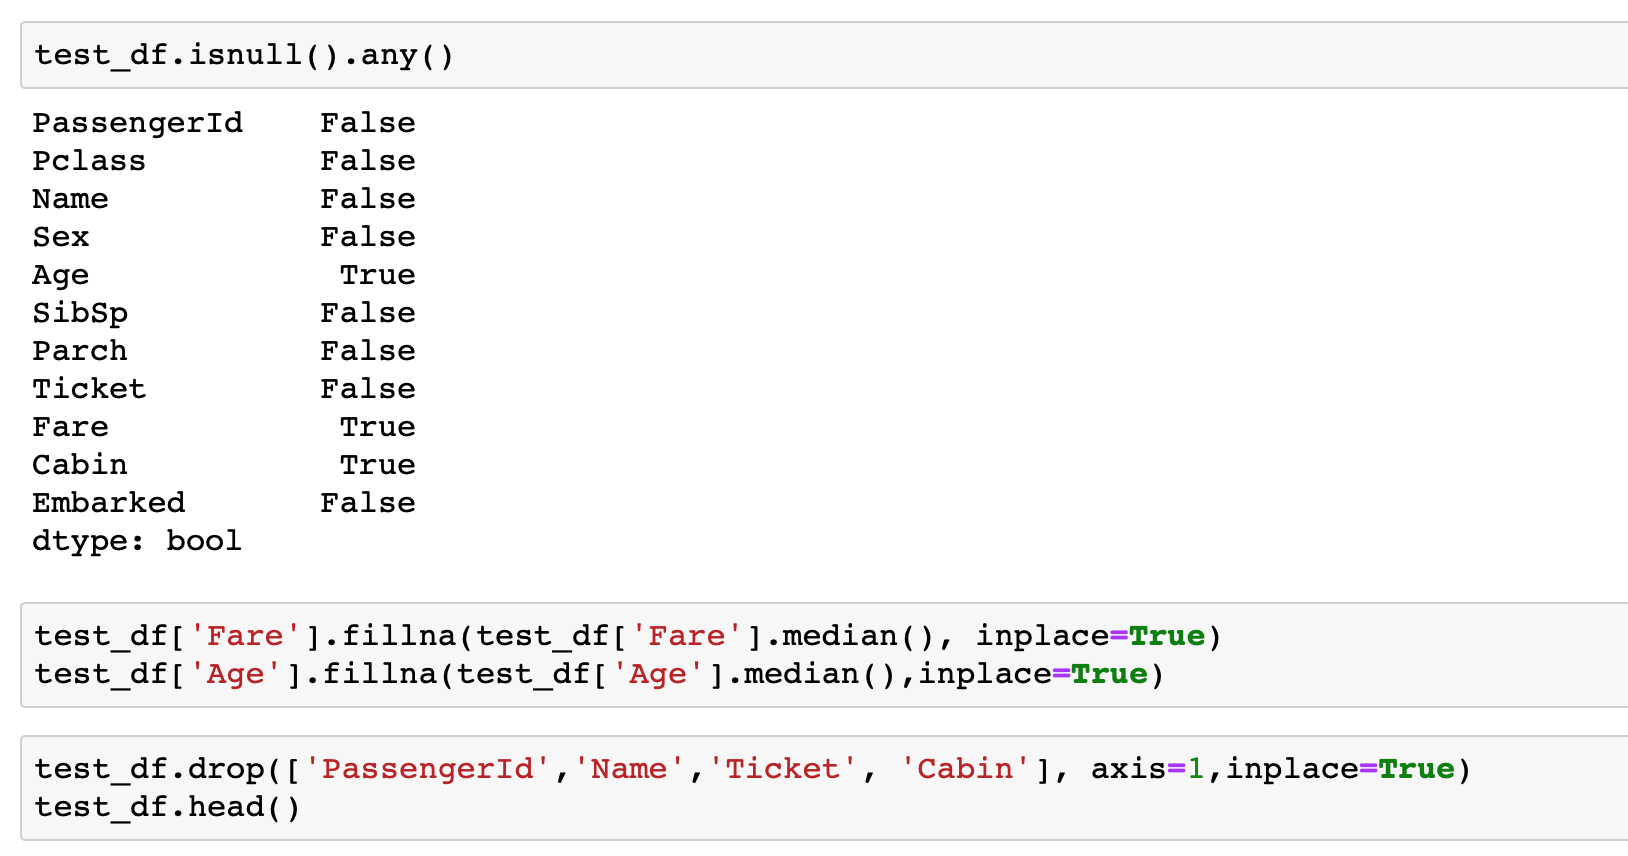 test_df.isnull().any()
PassengerId    False
Pclass         False
Name           False
Sex            False
Age             True
SibSp          False
Parch          False
Ticket         False
Fare            True
Cabin           True
Embarked       False
dtype: bool
test_df['Fare'].fillna(test_df['Fare'].median(), inplace=True)
test_df['Age'].fillna(test_df['Age'].median(),inplace=True)
test_df.drop(['PassengerId','Name','Ticket', 'Cabin'], axis=1,inplace=True)
test_df.head()